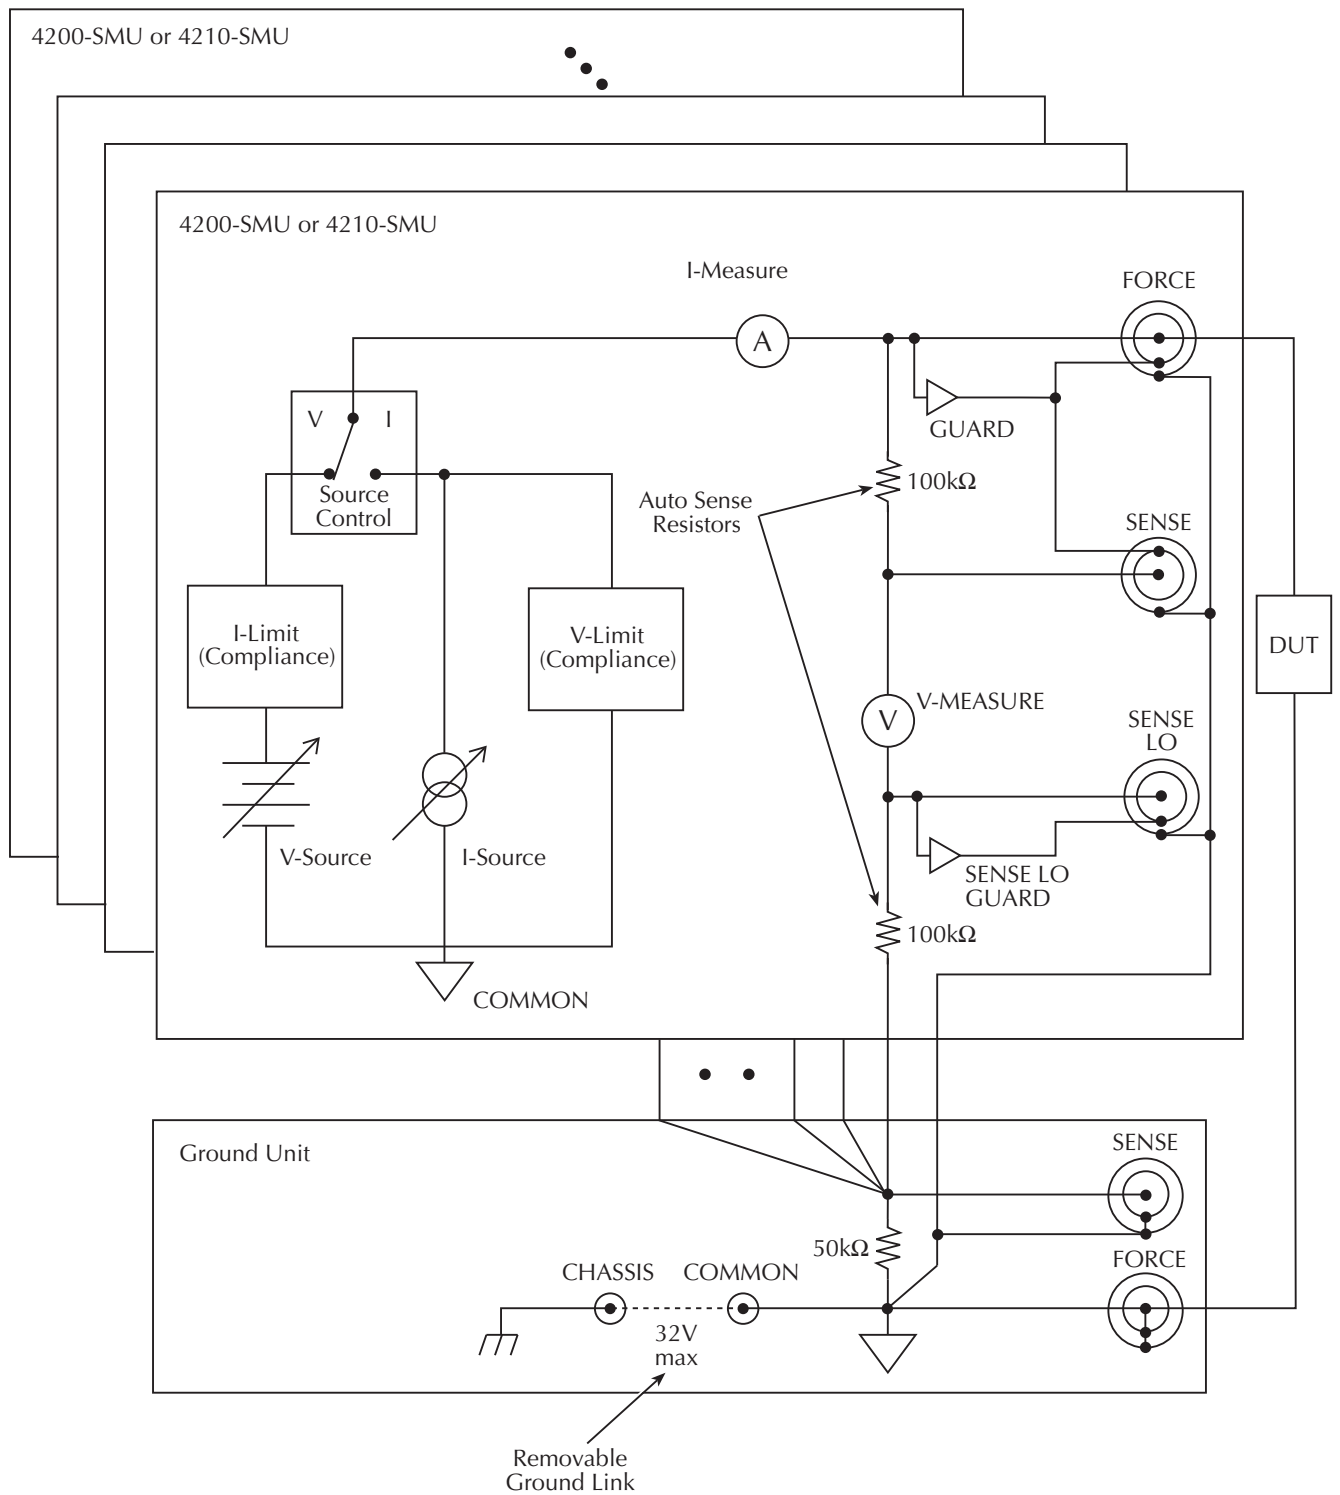 4200-SMU or 4210-SMU
4200-SMU or 4210-SMU
I-Measure
FORCE
A
V
I
GUARD
Source
Control
100kΩ
Auto Sense
Resistors
SENSE
I-Limit
(Compliance)
V-Limit
(Compliance)
DUT
V-MEASURE
V
SENSE
LO
V-Source
I-Source
SENSE LO
GUARD
100kΩ
COMMON
Ground Unit
SENSE
50kΩ
FORCE
CHASSIS
COMMON
32V
max
Removable
Ground Link